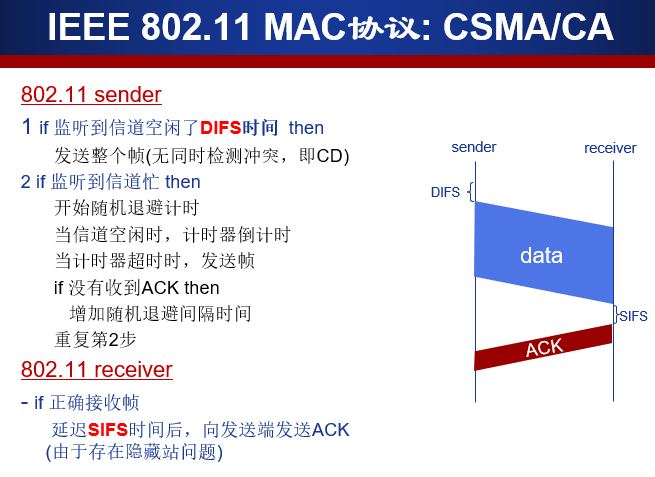 IEEE 802.11 MAC协议: CSMA/CA
802.11 sender
1 if 监听到信道空闲了DIFS时间 then
发送整个帧(无同时检测冲突，即CD)
2 if 监听到信道忙 then
开始随机退避计时
当信道空闲时，计时器倒计时
当计时器超时时，发送帧
if 没有收到ACK then
增加随机退避间隔时间
重复第2步
802.11 receiver
- if 正确接收帧
延迟SIFS时间后，向发送端发送ACK
(由于存在隐藏站问题)
sender
receiver
DIFS
data
SIFS
ACK